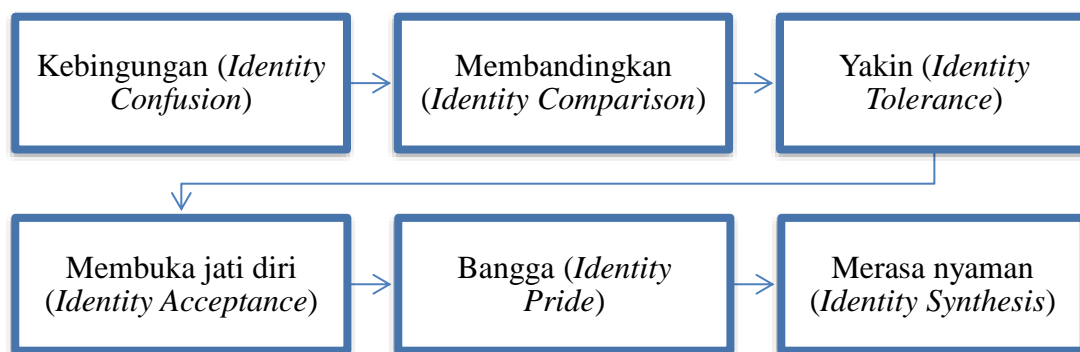 Kebingungan (Identity
Confusion)
Membandingkan
(Identity Comparison)
Yakin (Identity
Tolerance)
Membuka jati diri
(Identity Acceptance)
Bangga (Identity
Pride)
Merasa nyaman
(Identity Synthesis)